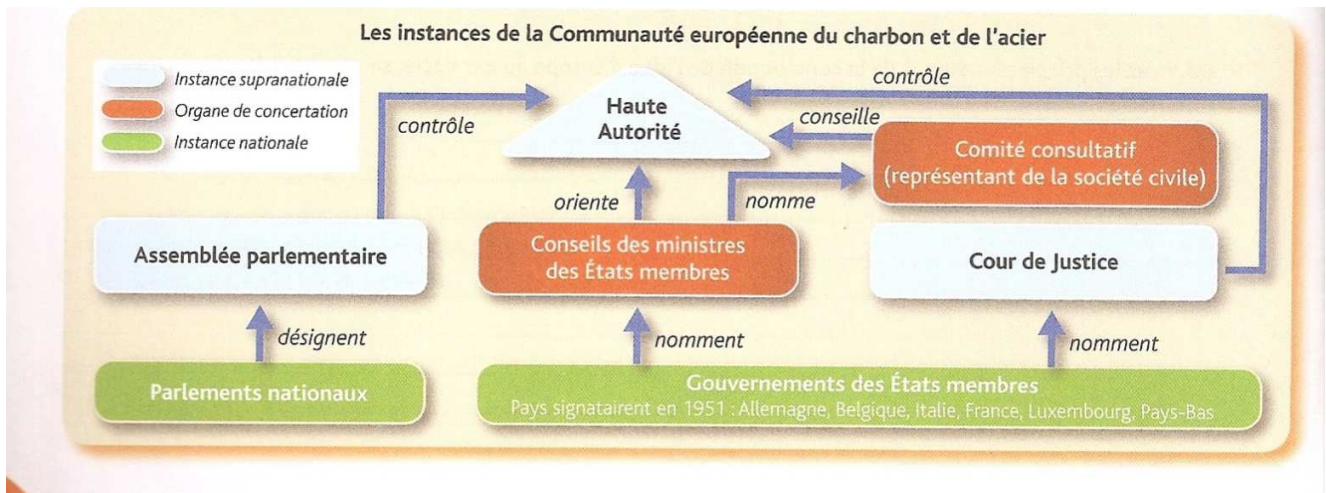 Les instances de la Communauté européenne du charbon et de l'acier
Instance supranationale
Organe de concertation
Instance nationale
contrôle
Haute
Autorité
contrôle
conseille
Comité consultatif
(représentant de la société civile)
oriente
nomme
Assemblée parlementaire
Conseils des ministres
des États membres
Cour de Justice
désignent
nomment
nomment
Parlements nationaux
Gouvernements des États membres
Pays signatairent en 1951 : Allemagne, Belgique, Italie, France, Luxembourg, Pays-Bas